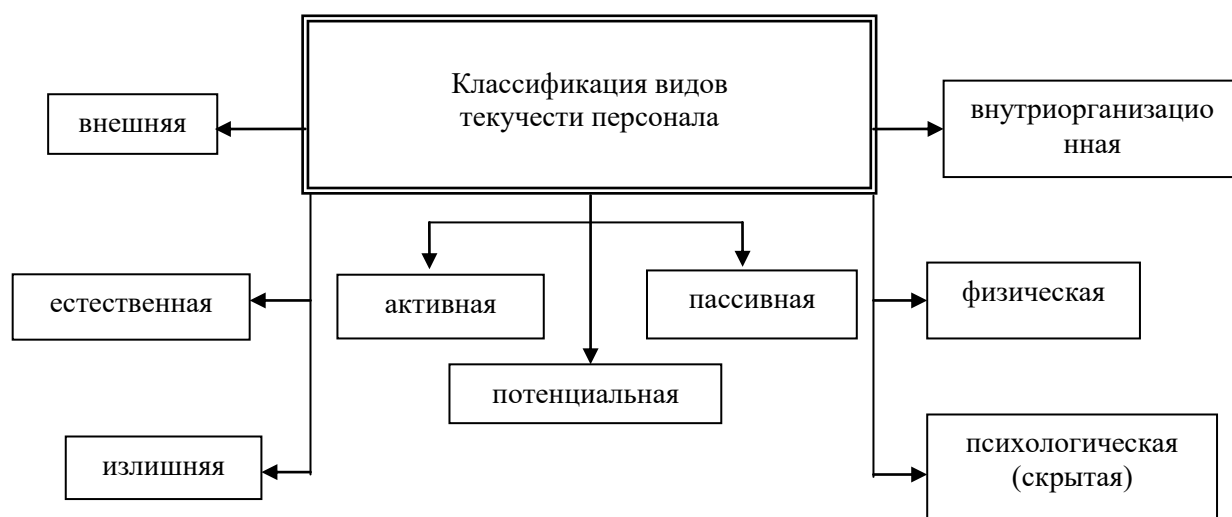 Классификация видов
текучести персонала
внешняя
внутриорганизацио
нная
естественная
активная
пассивная
физическая
потенциальная
излишняя
психологическая
(скрытая)